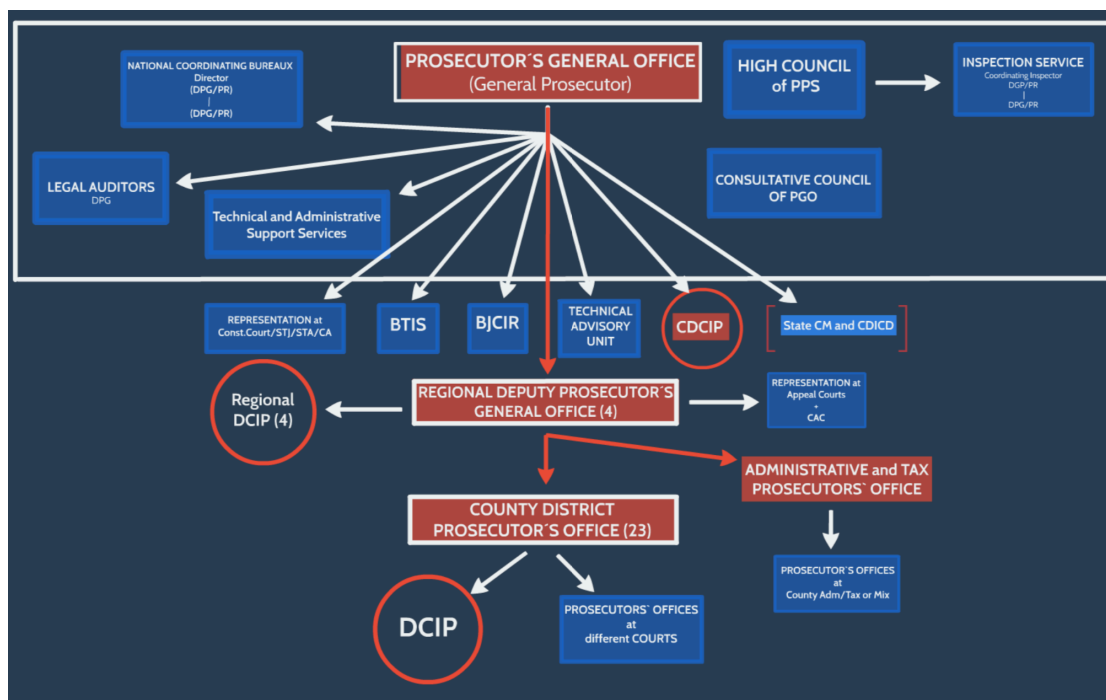 PROSECUTOR´S GENERAL OFFICE
(General Prosecutor)
NATIONAL COORDINATING BUREAUX
Director
(DPG/PR)
|
(DPG/PR)
HIGH COUNCIL
of PPS
INSPECTION SERVICE
Coordinating Inspector
DGP/PR
|
DPG/PR
LEGAL AUDITORS
DPG
Technical and Administrative
Support Services
CONSULTATIVE COUNCIL
OF PGO
REPRESENTATION at
Const.Court/STJ/STA/CA
BTIS
BJCIR
TECHNICAL
ADVISORY
UNIT
CDCIP
[State CM and CDICD]
Regional
DCIP (4)
REGIONAL DEPUTY PROSECUTOR´S
GENERAL OFFICE (4)
REPRESENTATION at
Appeal Courts
+
CAC
ADMINISTRATIVE and TAX
PROSECUTORS` OFFICE
COUNTY DISTRICT
PROSECUTOR´S OFFICE (23)
PROSECUTOR´S OFFICES
at
County Adm/Tax or Mix
DCIP
PROSECUTORS` OFFICES
at
different COURTS